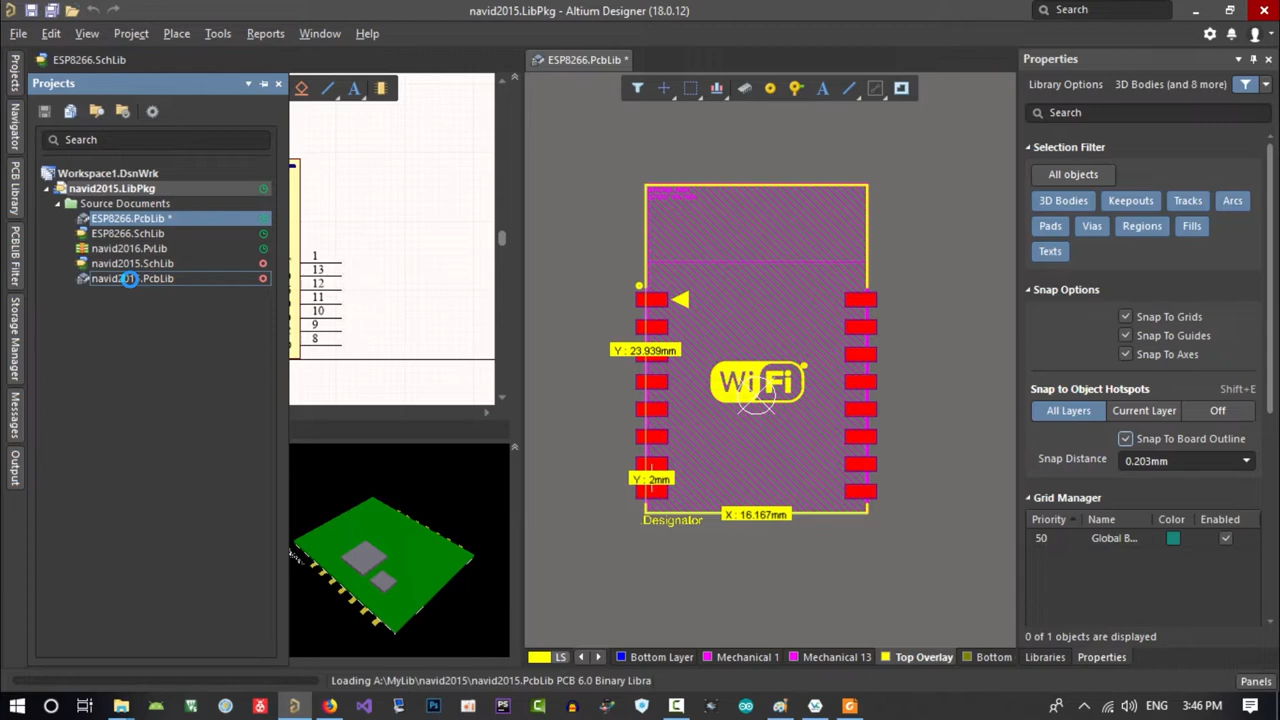 navid2015.LibPkg - Altium Designer (18.0.12)
Search
File Edit View Project Place Tools Reports Window Help
ESP8266.SchLib
ESP8266.PcbLib *
Properties
Projects
Library Options 3D Bodies (and 8 more)
Search
Search
Selection Filter
All objects
3D Bodies Keepouts Tracks Arcs
Pads Vias Regions Fills
Texts
Snap Options
Snap To Grids
Snap To Guides
Snap To Axes
Snap to Object Hotspots Shift+E
All Layers Current Layer Off
Snap To Board Outline
Snap Distance 0.203mm
Grid Manager
Priority Name Color Enabled
50 Global B...
0 of 1 objects are displayed
Workspace1.DsnWrk
navid2015.LibPkg
Source Documents
ESP8266.PcbLib *
ESP8266.SchLib
navid2016.PvLib
navid2015.SchLib
navid2015.PcbLib
Projects
Navigator
PCB Library
PCBLIB Filter
Storage Manager
Messages
Output
1
13
12
11
10
9
8
Y : 23.939mm
WiFi
Y : 2mm
X : 16.167mm
.Designator
LS Bottom Layer Mechanical 1 Mechanical 13 Top Overlay Bottom Libraries Properties
Loading A:\MyLib\navid2015\navid2015.PcbLib PCB 6.0 Binary Libra
Panels
ENG 3:46 PM